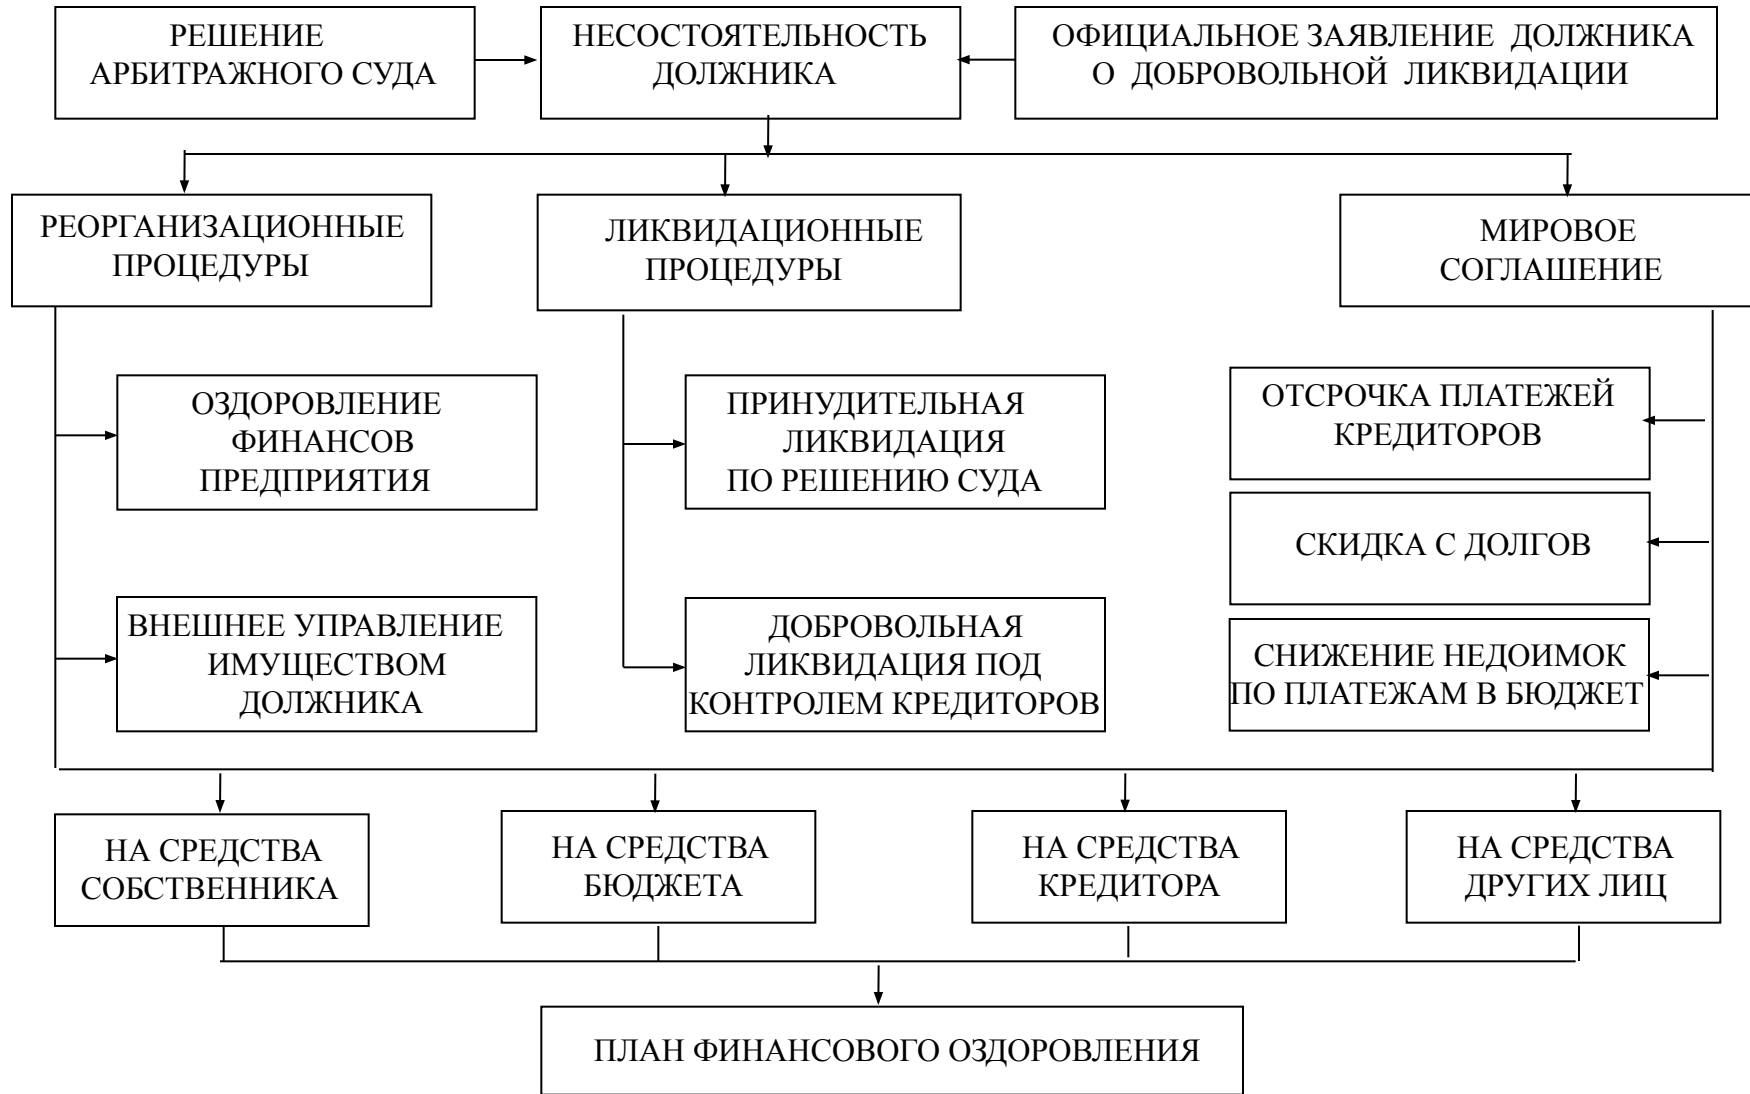 РЕШЕНИЕ
АРБИТРАЖНОГО СУДА
НЕСОСТОЯТЕЛЬНОСТЬ
ДОЛЖНИКА
ОФИЦИАЛЬНОЕ ЗАЯВЛЕНИЕ ДОЛЖНИКА
О ДОБРОВОЛЬНОЙ ЛИКВИДАЦИИ
РЕОРГАНИЗАЦИОННЫЕ
ПРОЦЕДУРЫ
ЛИКВИДАЦИОННЫЕ
ПРОЦЕДУРЫ
МИРОВОЕ
СОГЛАШЕНИЕ
ОЗДОРОВЛЕНИЕ
ФИНАНСОВ
ПРЕДПРИЯТИЯ
ПРИНУДИТЕЛЬНАЯ
ЛИКВИДАЦИЯ
ПО РЕШЕНИЮ СУДА
ОТСРОЧКА ПЛАТЕЖЕЙ
КРЕДИТОРОВ
СКИДКА С ДОЛГОВ
ВНЕШНЕЕ УПРАВЛЕНИЕ
ИМУЩЕСТВОМ
ДОЛЖНИКА
ДОБРОВОЛЬНАЯ
ЛИКВИДАЦИЯ ПОД
КОНТРОЛЕМ КРЕДИТОРОВ
СНИЖЕНИЕ НЕДОИМОК
ПО ПЛАТЕЖАМ В БЮДЖЕТ
НА СРЕДСТВА
СОБСТВЕННИКА
НА СРЕДСТВА
БЮДЖЕТА
НА СРЕДСТВА
КРЕДИТОРА
НА СРЕДСТВА
ДРУГИХ ЛИЦ
ПЛАН ФИНАНСОВОГО ОЗДОРОВЛЕНИЯ